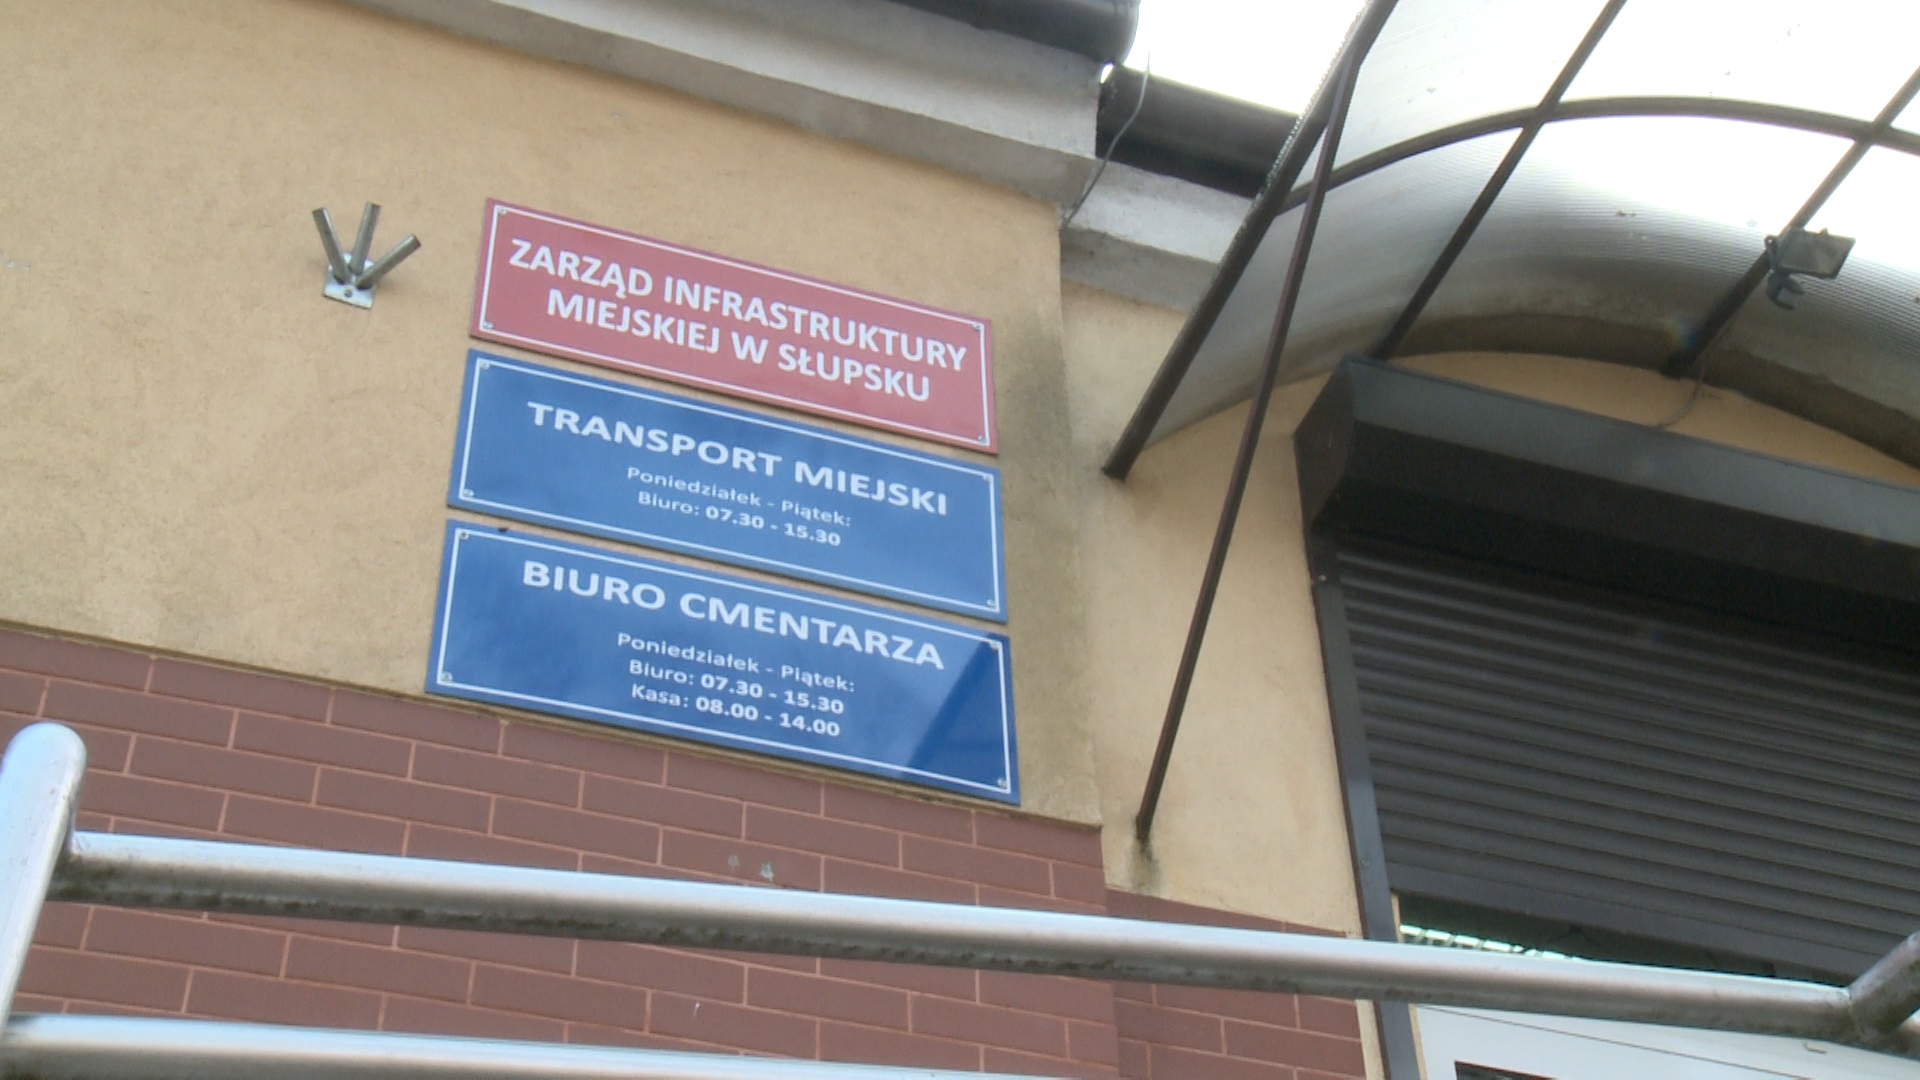 ZARZĄD INFRASTRUKTURY
MIEJSKIEJ W SŁUPSKU
TRANSPORT MIEJSKI
Poniedziałek - Piątek:
Biuro: 07.30 - 15.30
BIURO CMENTARZA
Poniedziałek - Piątek:
Biuro: 07.30 - 15.30
Kasa: 08.00 - 14.00